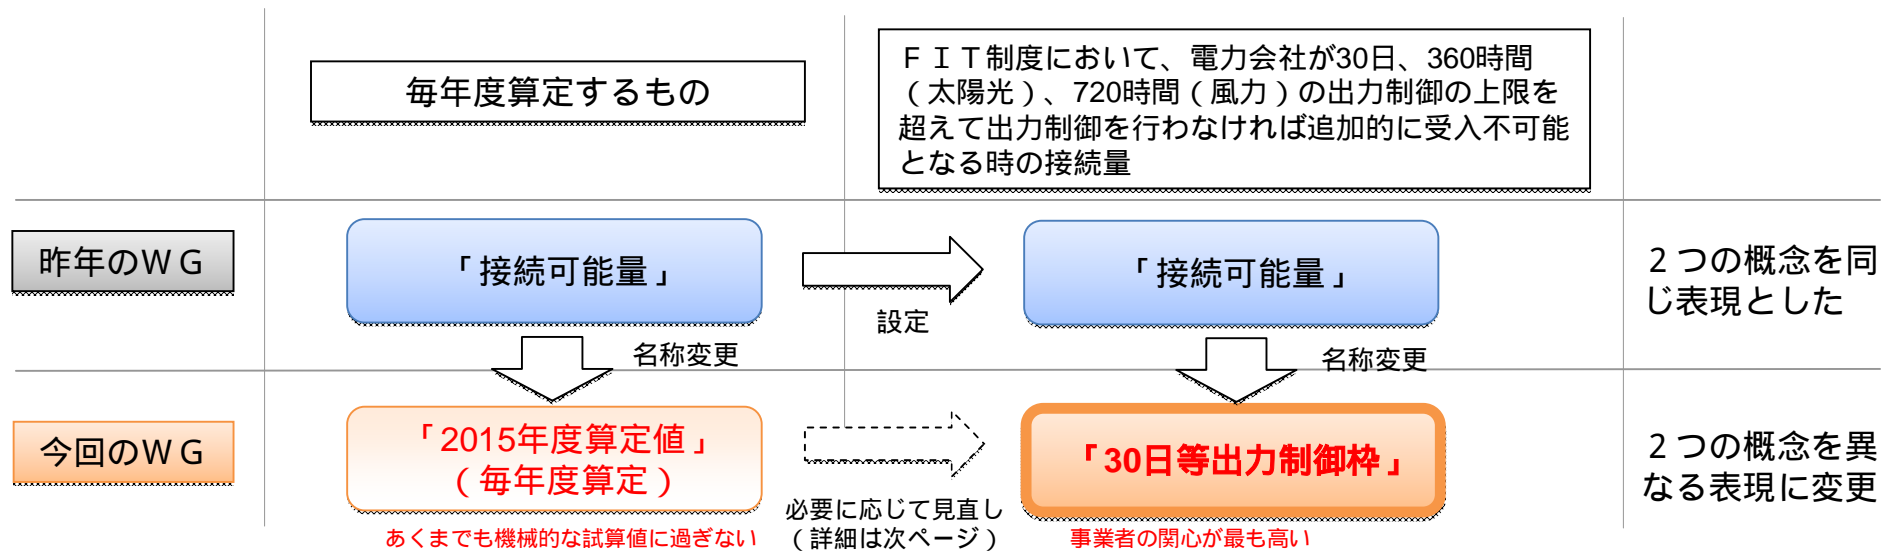 毎年度算定するもの
ＦＩＴ制度において、電力会社が30日、360時間
（太陽光）、720時間（風力）の出力制御の上限を
超えて出力制御を行わなければ追加的に受入不可能
となる時の接続量
昨年のＷＧ
「接続可能量」
設定
「接続可能量」
２つの概念を同
じ表現とした
名称変更
名称変更
今回のＷＧ
「2015年度算定値」
（毎年度算定）
あくまでも機械的な試算値に過ぎない
必要に応じて見直し
（詳細は次ページ）
「30日等出力制御枠」
事業者の関心が最も高い
２つの概念を異
なる表現に変更